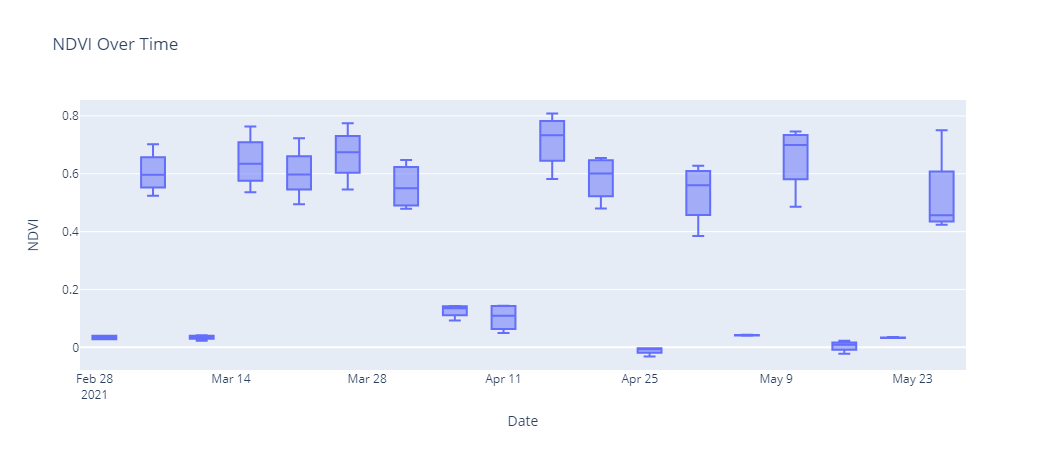 NDVI Over Time
0.8
0.6
0.4
0.2
0
NDVI
Feb 28
2021
Mar 14
Mar 28
Apr 11
Apr 25
May 9
May 23
Date